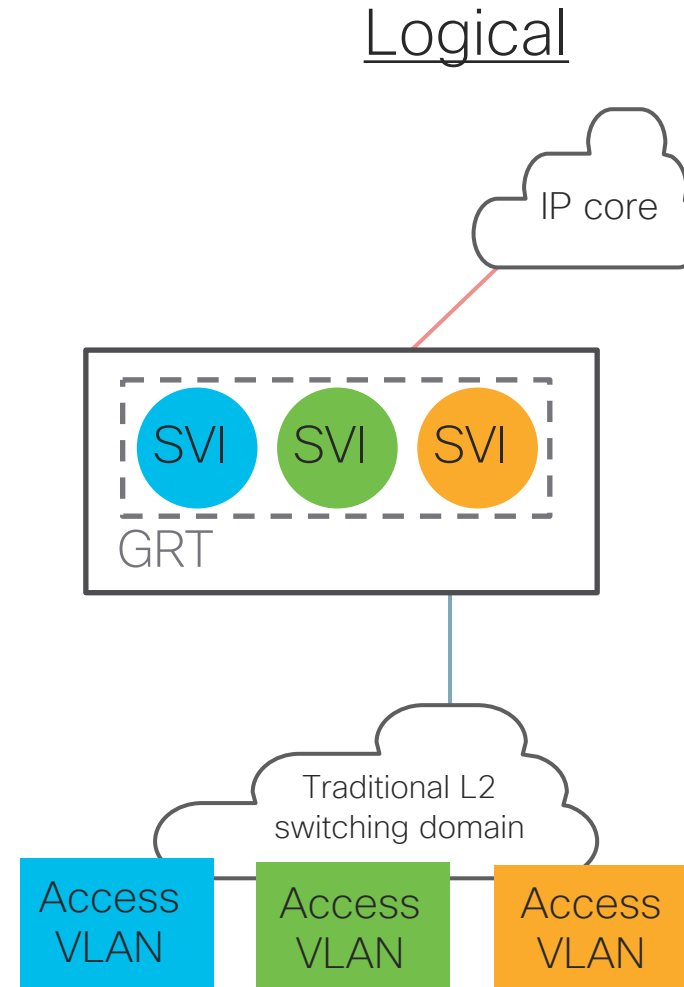 Logical
IP core
SVI SVI SVI
GRT
Traditional L2
switching domain
Access
VLAN
Access
VLAN
Access
VLAN